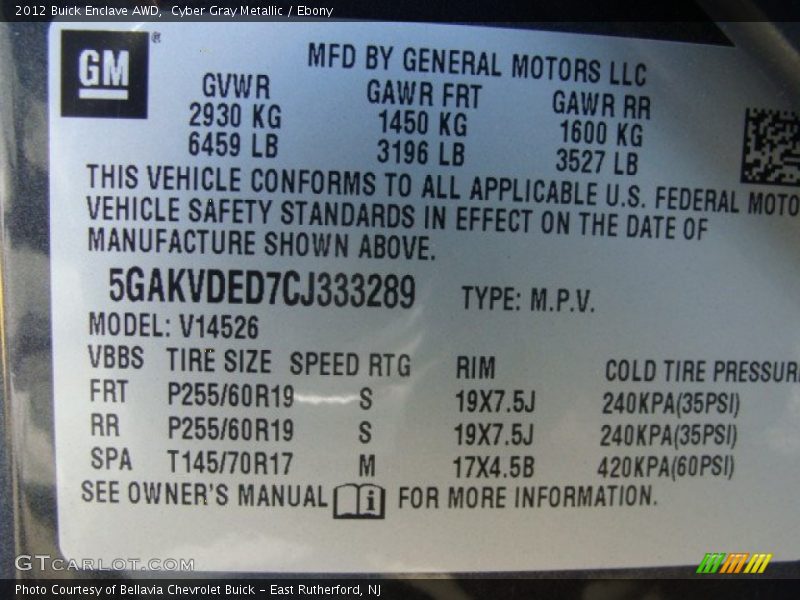 2012 Buick Enclave AWD, Cyber Gray Metallic / Ebony
GM ®
MFD BY GENERAL MOTORS LLC
GVWR GAWR FRT GAWR RR
2930 KG 1450 KG 1600 KG
6459 LB 3196 LB 3527 LB
THIS VEHICLE CONFORMS TO ALL APPLICABLE U.S. FEDERAL MOTO
VEHICLE SAFETY STANDARDS IN EFFECT ON THE DATE OF
MANUFACTURE SHOWN ABOVE.
5GAKVDED7CJ333289 TYPE: M.P.V.
MODEL: V14526
VBBS TIRE SIZE SPEED RTG RIM COLD TIRE PRESSUR
FRT P255/60R19 S 19X7.5J 240KPA(35PSI)
RR P255/60R19 S 19X7.5J 240KPA(35PSI)
SPA T145/70R17 M 17X4.5B 420KPA(60PSI)
SEE OWNER'S MANUAL i FOR MORE INFORMATION.
GTCarLot.com
Photo Courtesy of Bellavia Chevrolet Buick - East Rutherford, NJ